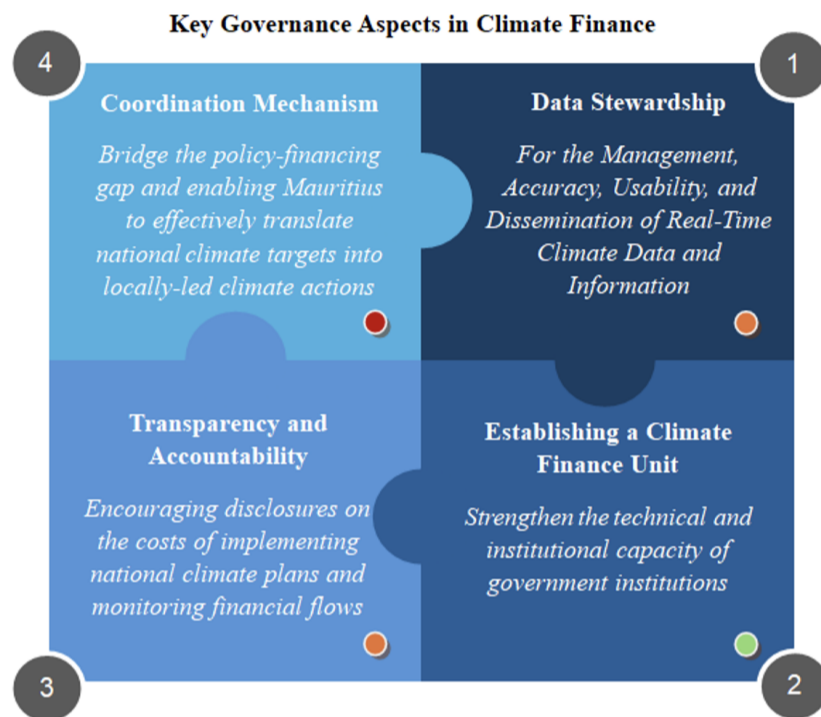 Key Governance Aspects in Climate Finance
4
1
Coordination Mechanism
Bridge the policy-financing
gap and enabling Mauritius
to effectively translate
national climate targets into
locally-led climate actions
Data Stewardship
For the Management,
Accuracy, Usability, and
Dissemination of Real-Time
Climate Data and
Information
Transparency and
Accountability
Encouraging disclosures on
the costs of implementing
national climate plans and
monitoring financial flows
Establishing a Climate
Finance Unit
Strengthen the technical and
institutional capacity of
government institutions
3
2